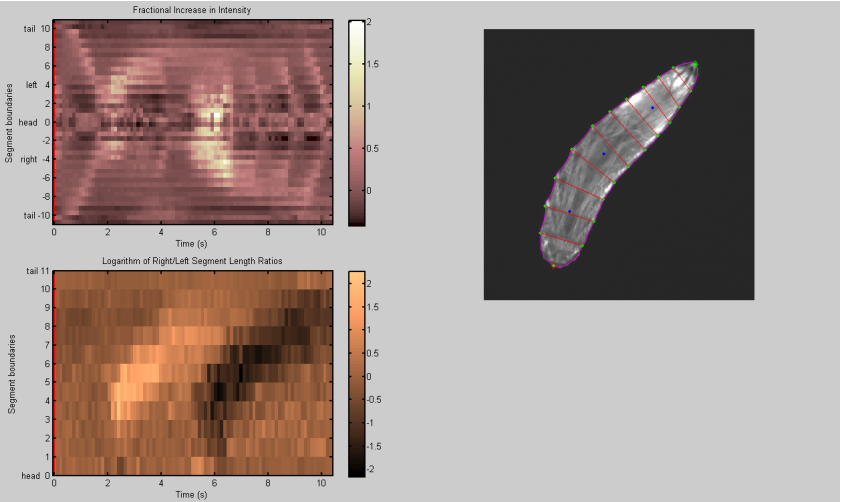 Fractional Increase in Intensity
tail 10
8
6
left 4
2
head 0
-2
right -4
-6
-8
tail -10
Segment boundaries
0 2 4 6 8 10
Time (s)
2
1.5
1
0.5
0
Logarithm of Right/Left Segment Length Ratios
tail 11
10
9
8
7
6
5
4
3
2
1
head 0
Segment boundaries
0 2 4 6 8 10
Time (s)
2
1.5
1
0.5
0
-0.5
-1
-1.5
-2